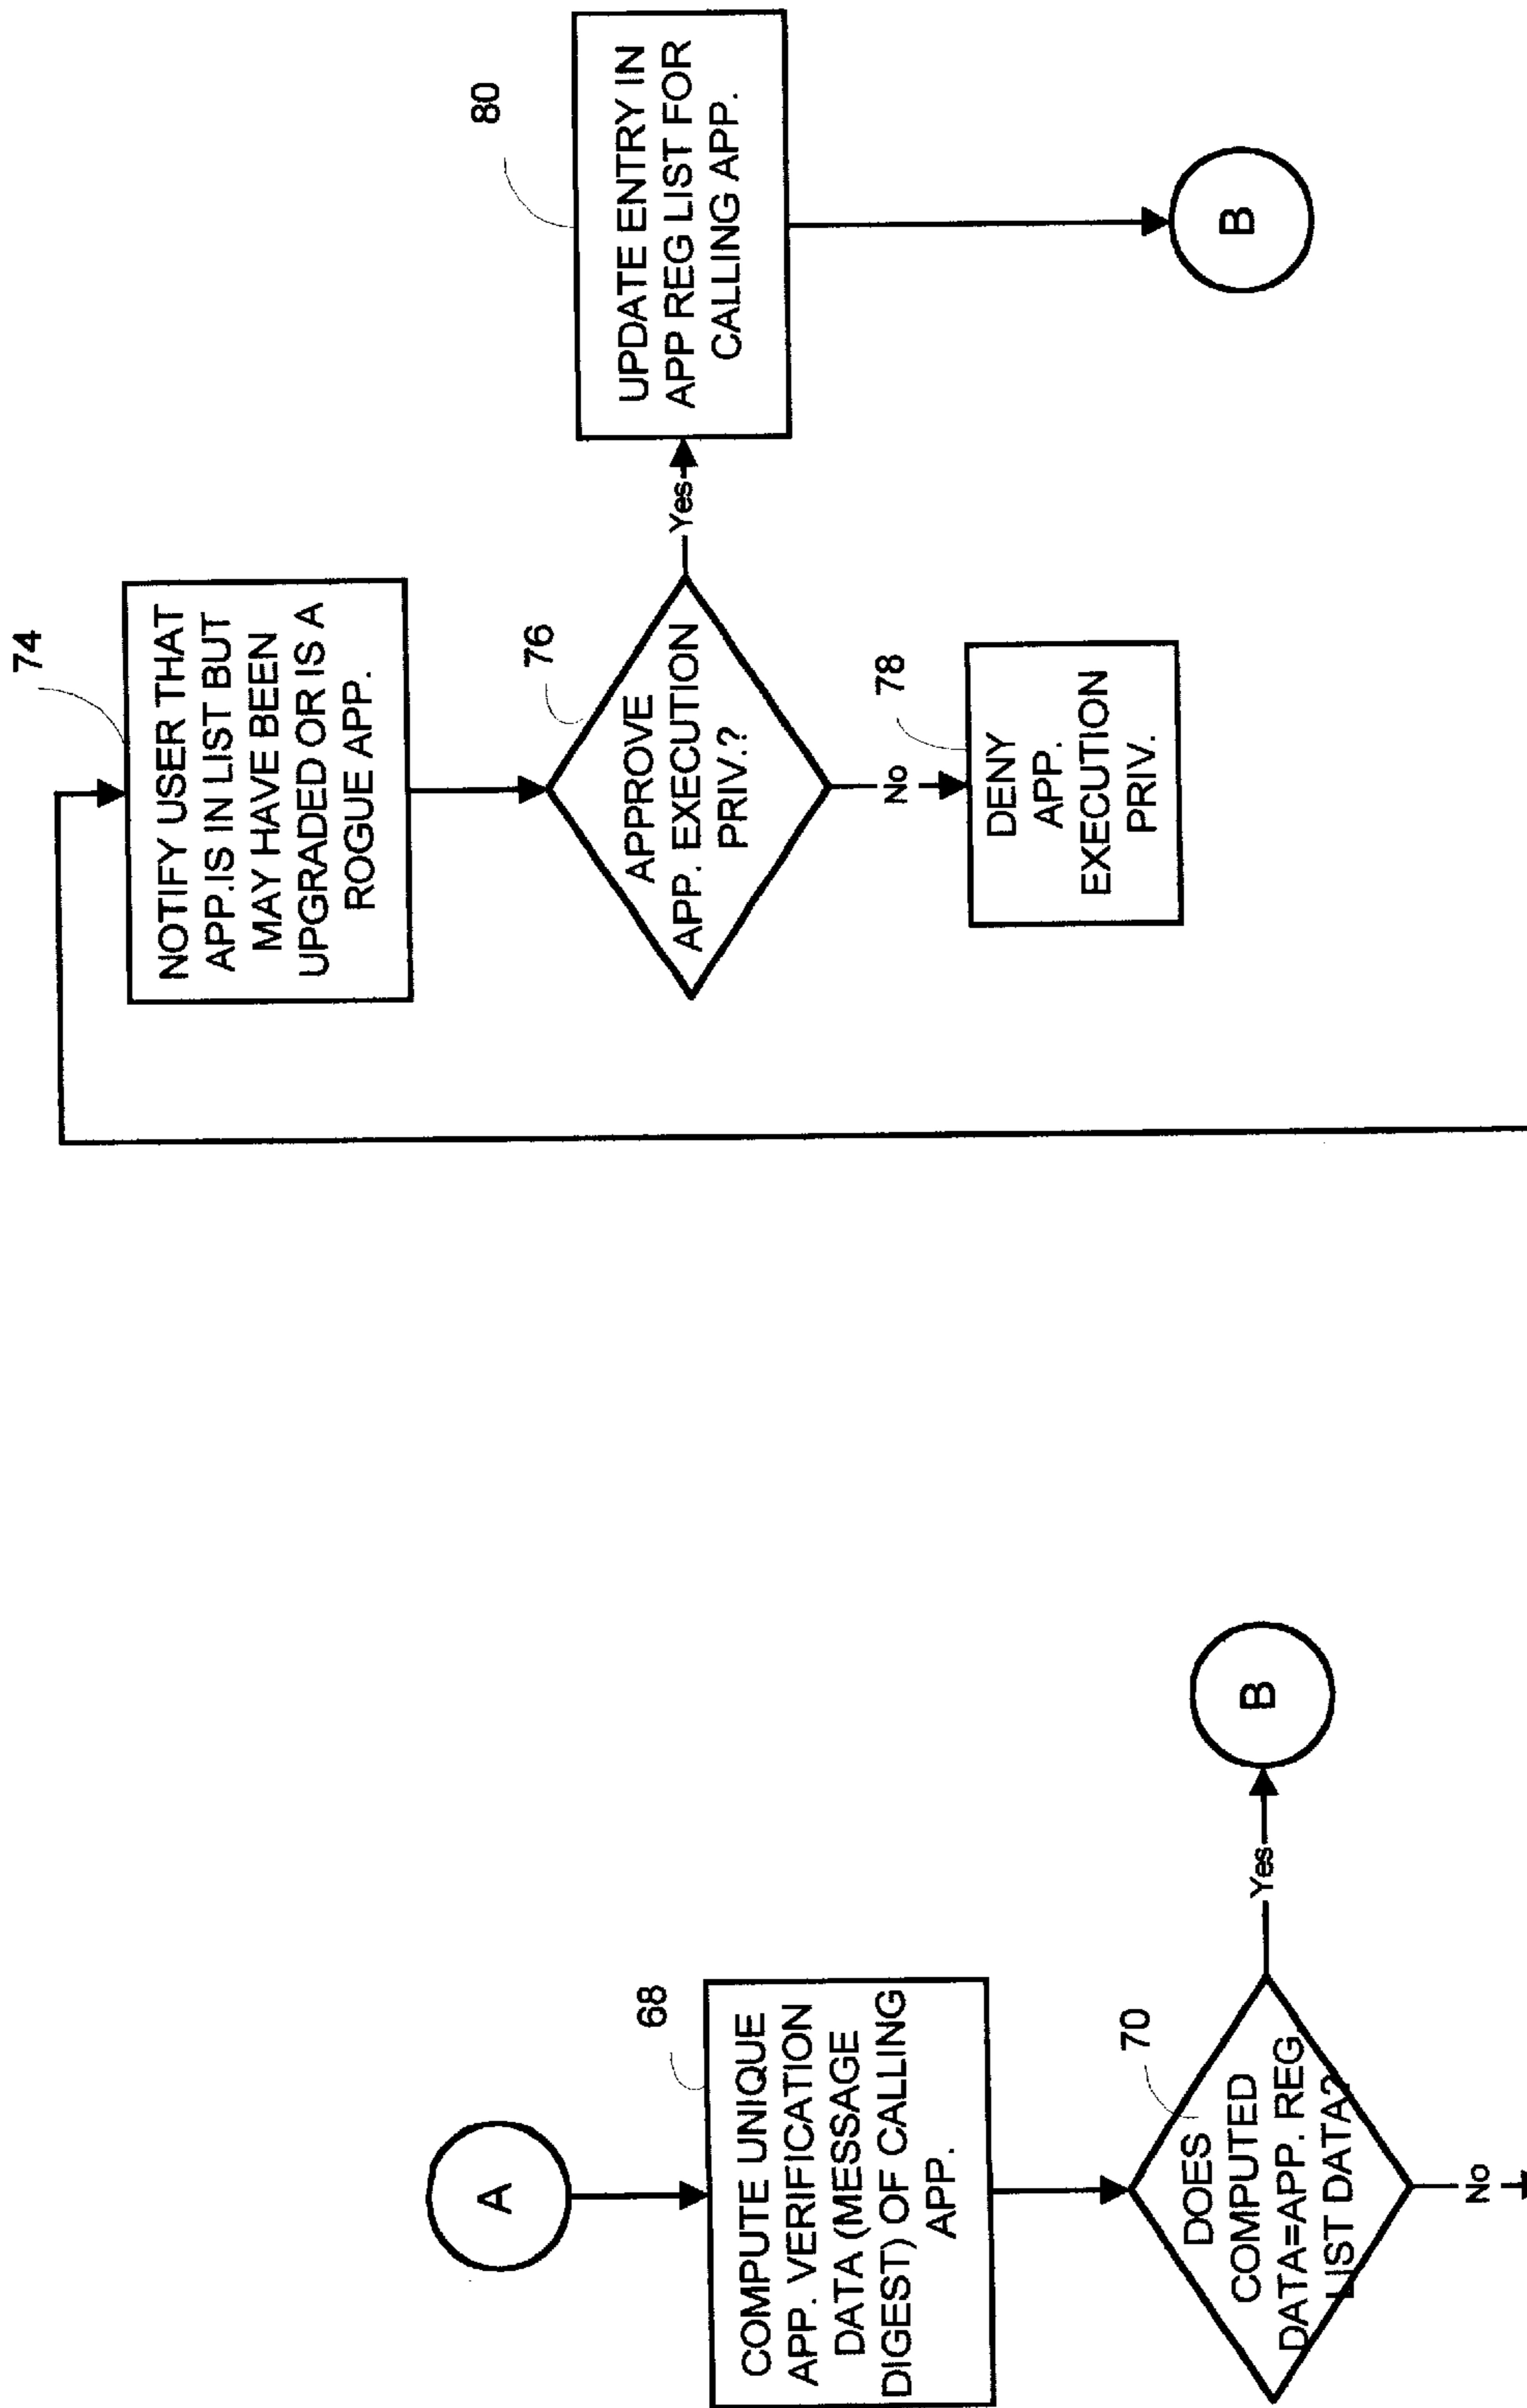 A
68
COMPUTE UNIQUE
APP. VERIFICATION
DATA (MESSAGE
DIGEST) OF CALLING
APP.
70
DOES
COMPUTED
DATA=APP. REG
LIST DATA?
Yes
B
No
74
NOTIFY USER THAT
APP.IS IN LIST BUT
MAY HAVE BEEN
UPGRADED OR IS A
ROGUE APP.
76
APPROVE
APP. EXECUTION
PRIV.?
Yes
No
78
DENY
APP.
EXECUTION
PRIV.
80
UPDATE ENTRY IN
APP REG LIST FOR
CALLING APP.
B